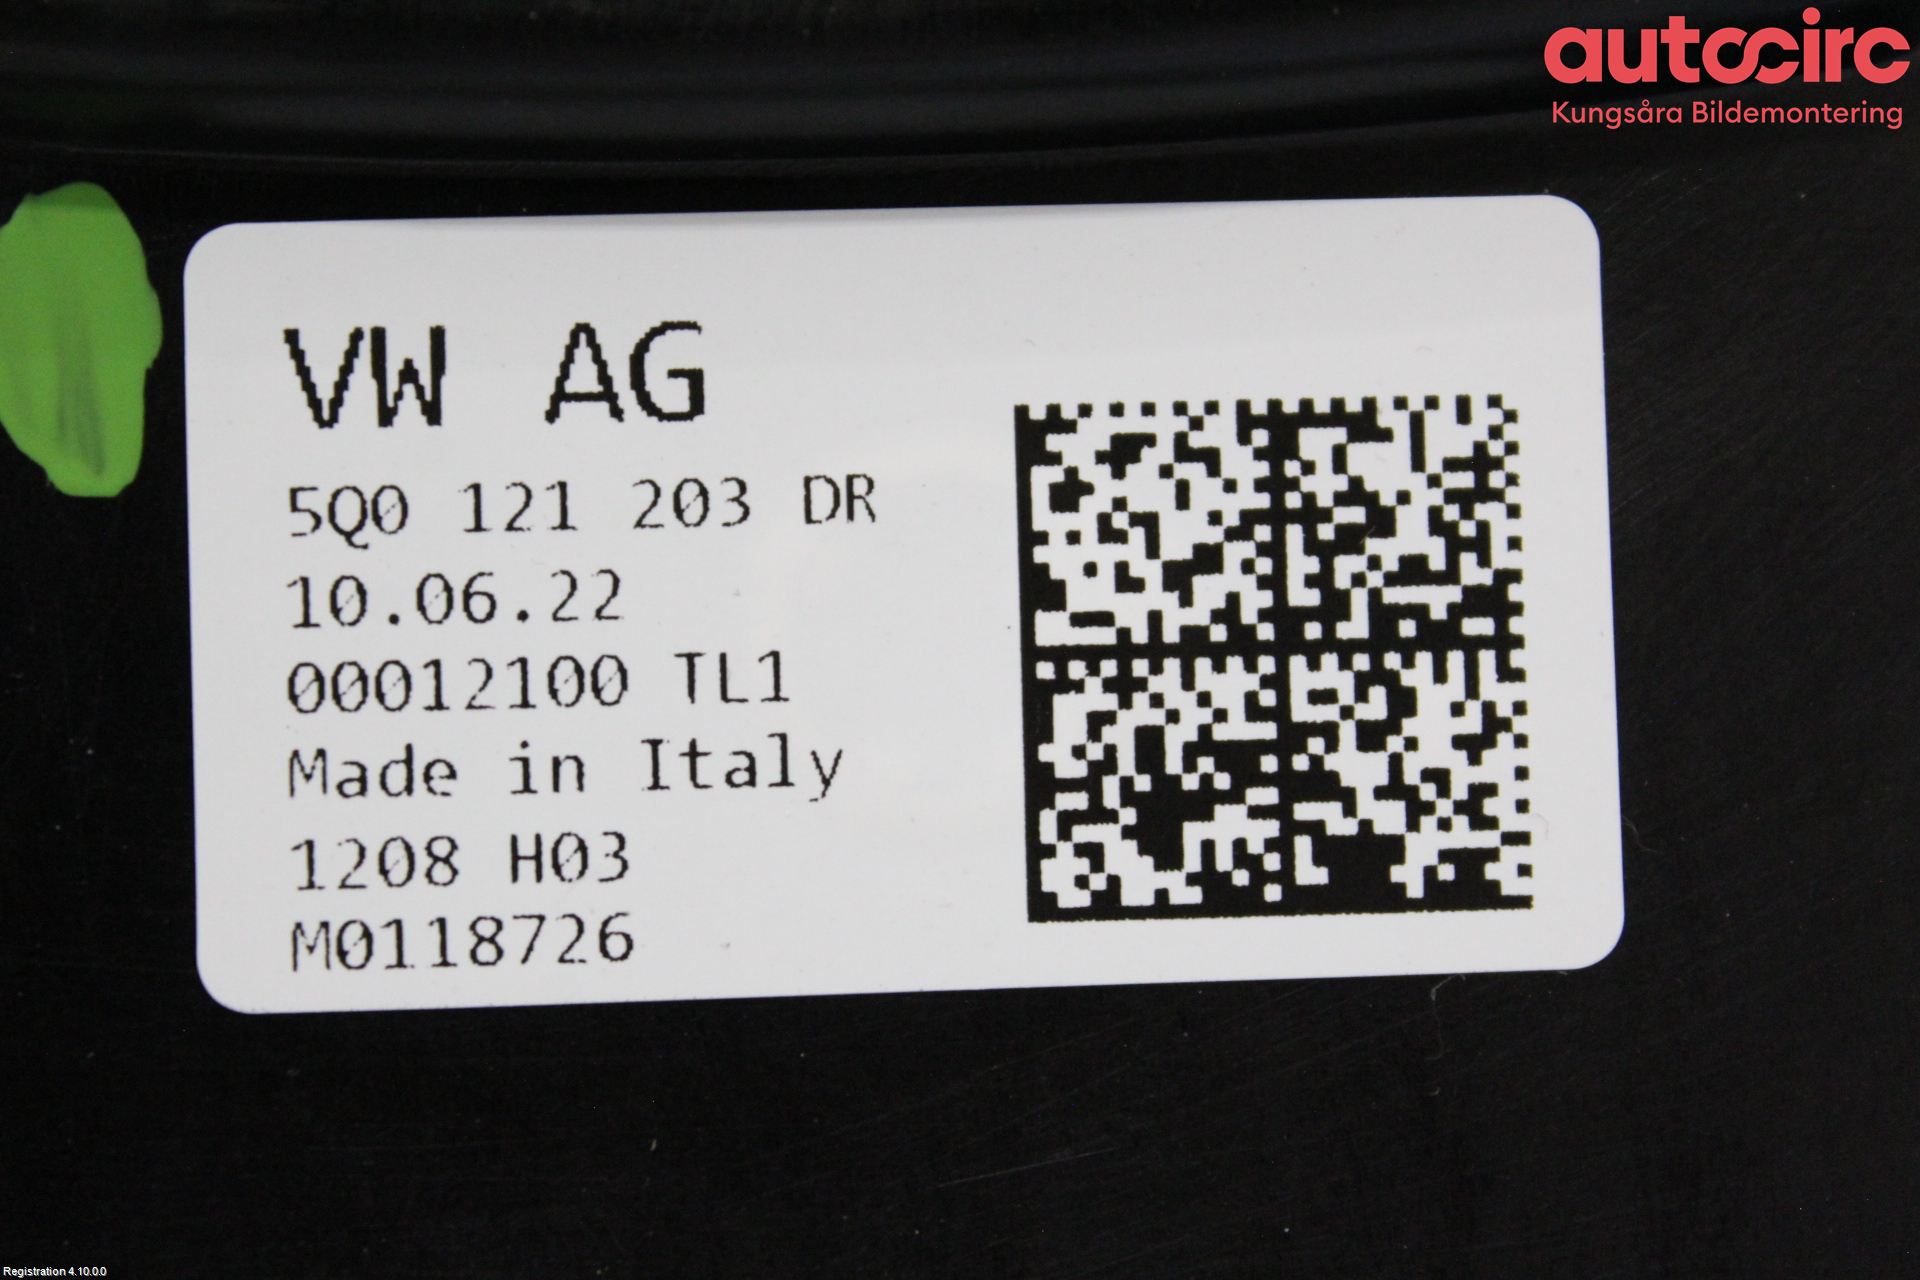 autocirc
Kungsåra Bildemontering
VW AG
5Q0 121 203 DR
10.06.22
00012100 TL1
Made in Italy
1208 H03
M0118726
Registration 4.10.0.0